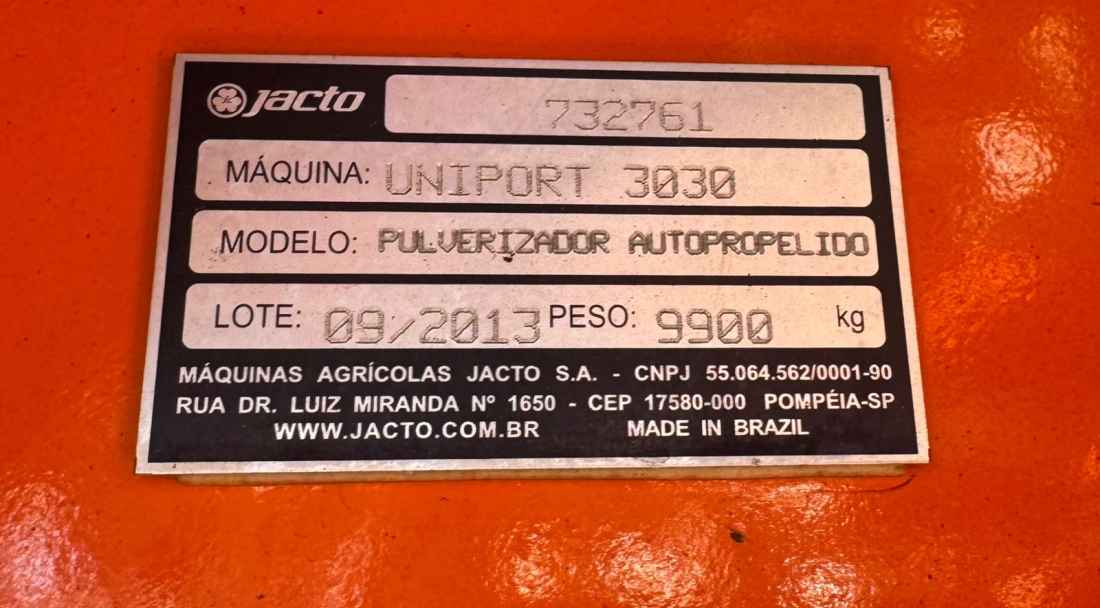 jacto 732761
MÁQUINA: UNIPORT 3030
MODELO: PULVERIZADOR AUTOPROPELIDO
LOTE: 09/2013 PESO: 9900 kg
MÁQUINAS AGRÍCOLAS JACTO S.A. - CNPJ 55.064.562/0001-90
RUA DR. LUIZ MIRANDA Nº 1650 - CEP 17580-000 POMPÉIA-SP
WWW.JACTO.COM.BR MADE IN BRAZIL